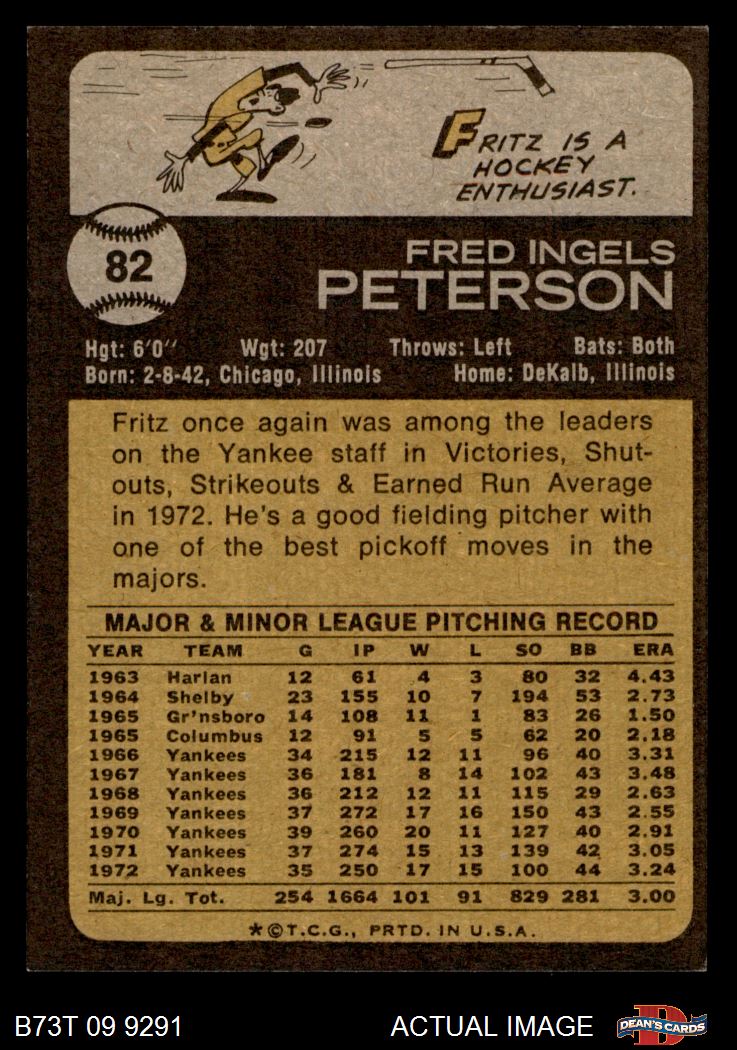 FRITZ IS A
HOCKEY
ENTHUSIAST.
82
FRED INGELS
PETERSON
Hgt: 6'0" Wgt: 207 Throws: Left Bats: Both
Born: 2-8-42, Chicago, Illinois Home: DeKalb, Illinois
Fritz once again was among the leaders
on the Yankee staff in Victories, Shut-
outs, Strikeouts & Earned Run Average
in 1972. He's a good fielding pitcher with
one of the best pickoff moves in the
majors.
MAJOR & MINOR LEAGUE PITCHING RECORD
YEAR TEAM G IP W L SO BB ERA
1963 Harlan 12 61 4 3 80 32 4.43
1964 Shelby 23 155 10 7 194 53 2.73
1965 Gr'nsboro 14 108 11 1 83 26 1.50
1965 Columbus 12 91 5 5 62 20 2.18
1966 Yankees 34 215 12 11 96 40 3.31
1967 Yankees 36 181 8 14 102 43 3.48
1968 Yankees 36 212 12 11 115 29 2.63
1969 Yankees 37 272 17 16 150 43 2.55
1970 Yankees 39 260 20 11 127 40 2.91
1971 Yankees 37 274 15 13 139 42 3.05
1972 Yankees 35 250 17 15 100 44 3.24
Maj. Lg. Tot. 254 1664 101 91 829 281 3.00
*©T.C.G., PRTD. IN U.S.A.
B73T 09 9291 ACTUAL IMAGE D DEAN'S CARDS